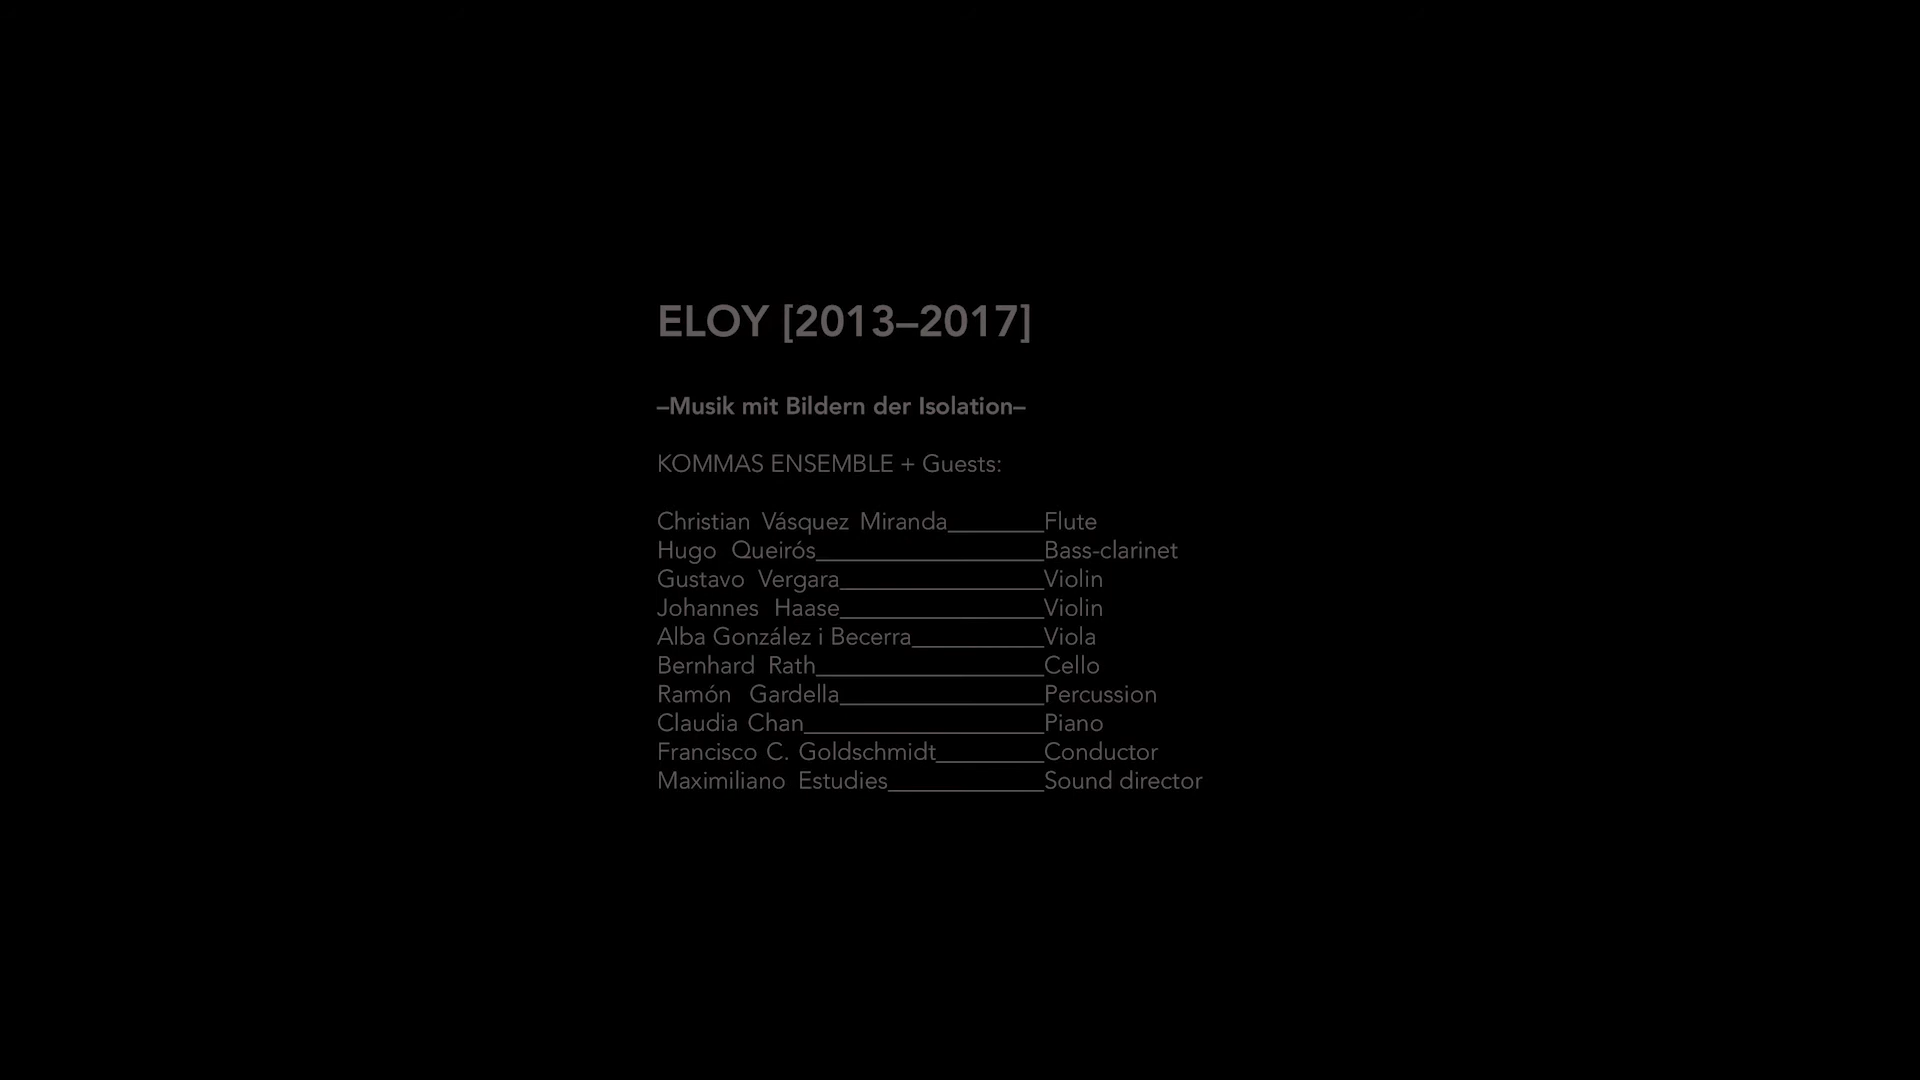 ELOY [2013–2017]
–Musik mit Bildern der Isolation–
KOMMAS ENSEMBLE + Guests:
Christian Vásquez Miranda________Flute
Hugo Queirós___________________Bass-clarinet
Gustavo Vergara_________________Violin
Johannes Haase_________________Violin
Alba González i Becerra___________Viola
Bernhard Rath___________________Cello
Ramón Gardella_________________Percussion
Claudia Chan____________________Piano
Francisco C. Goldschmidt_________Conductor
Maximiliano Estudies_____________Sound director